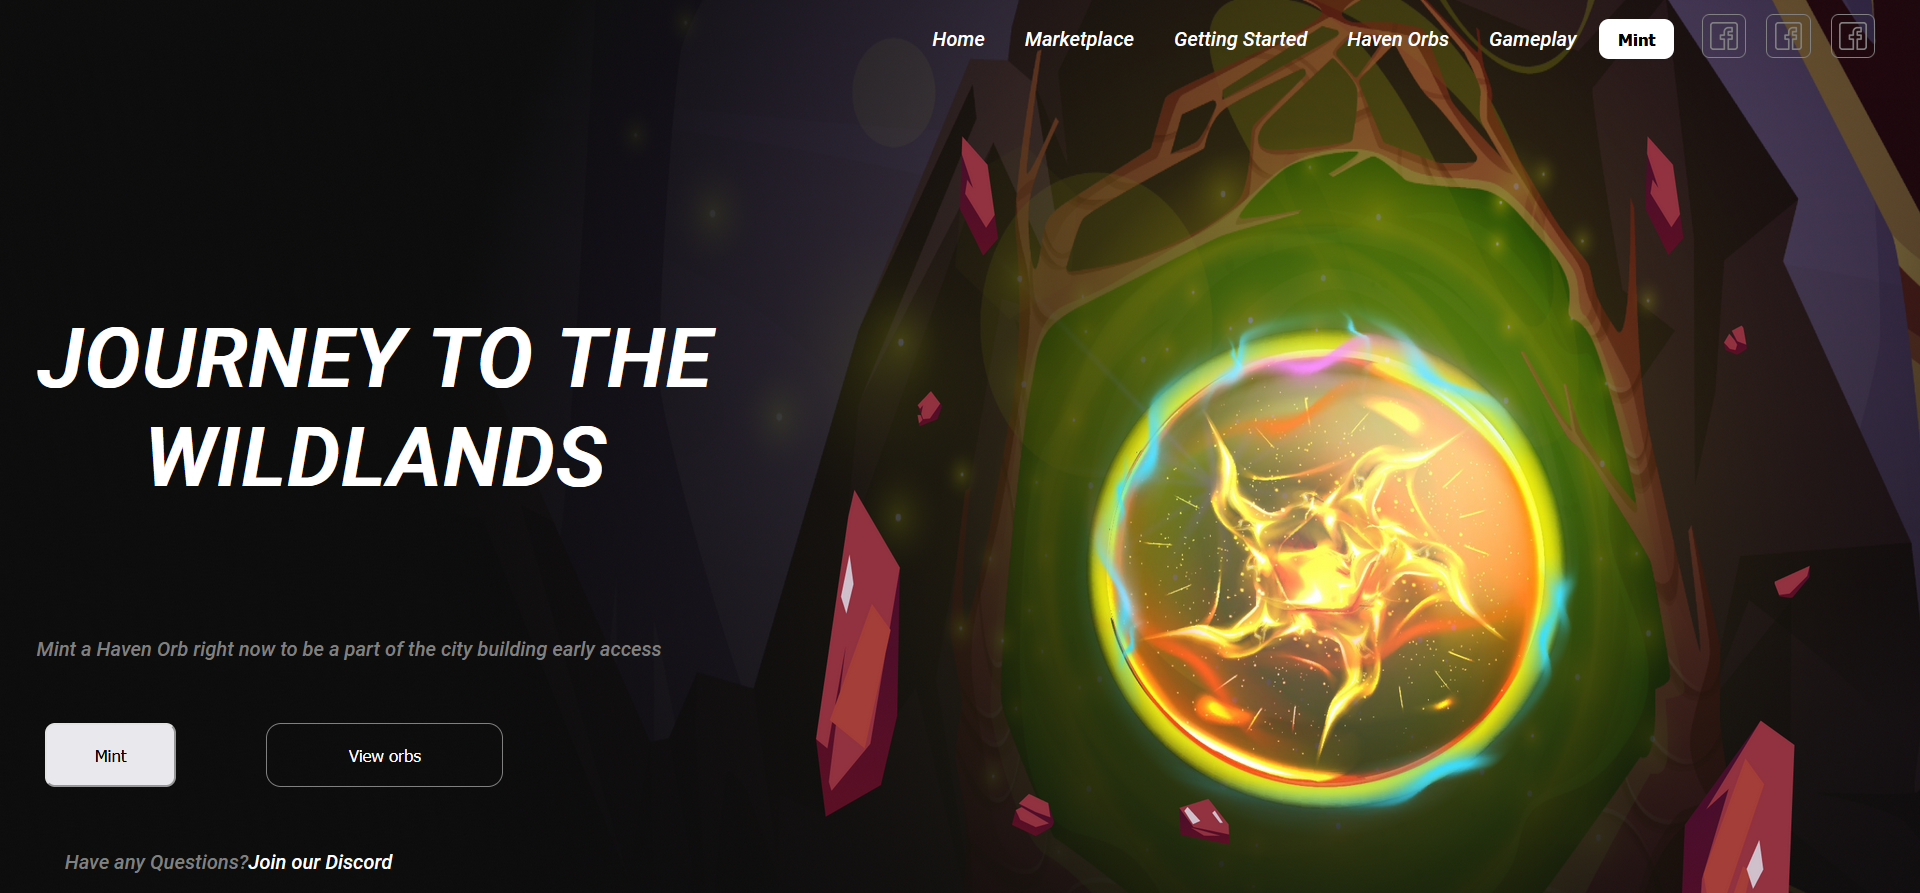 Home Marketplace Getting Started Haven Orbs Gameplay Mint
JOURNEY TO THE
WILDLANDS
Mint a Haven Orb right now to be a part of the city building early access
Mint View orbs
Have any Questions?Join our Discord